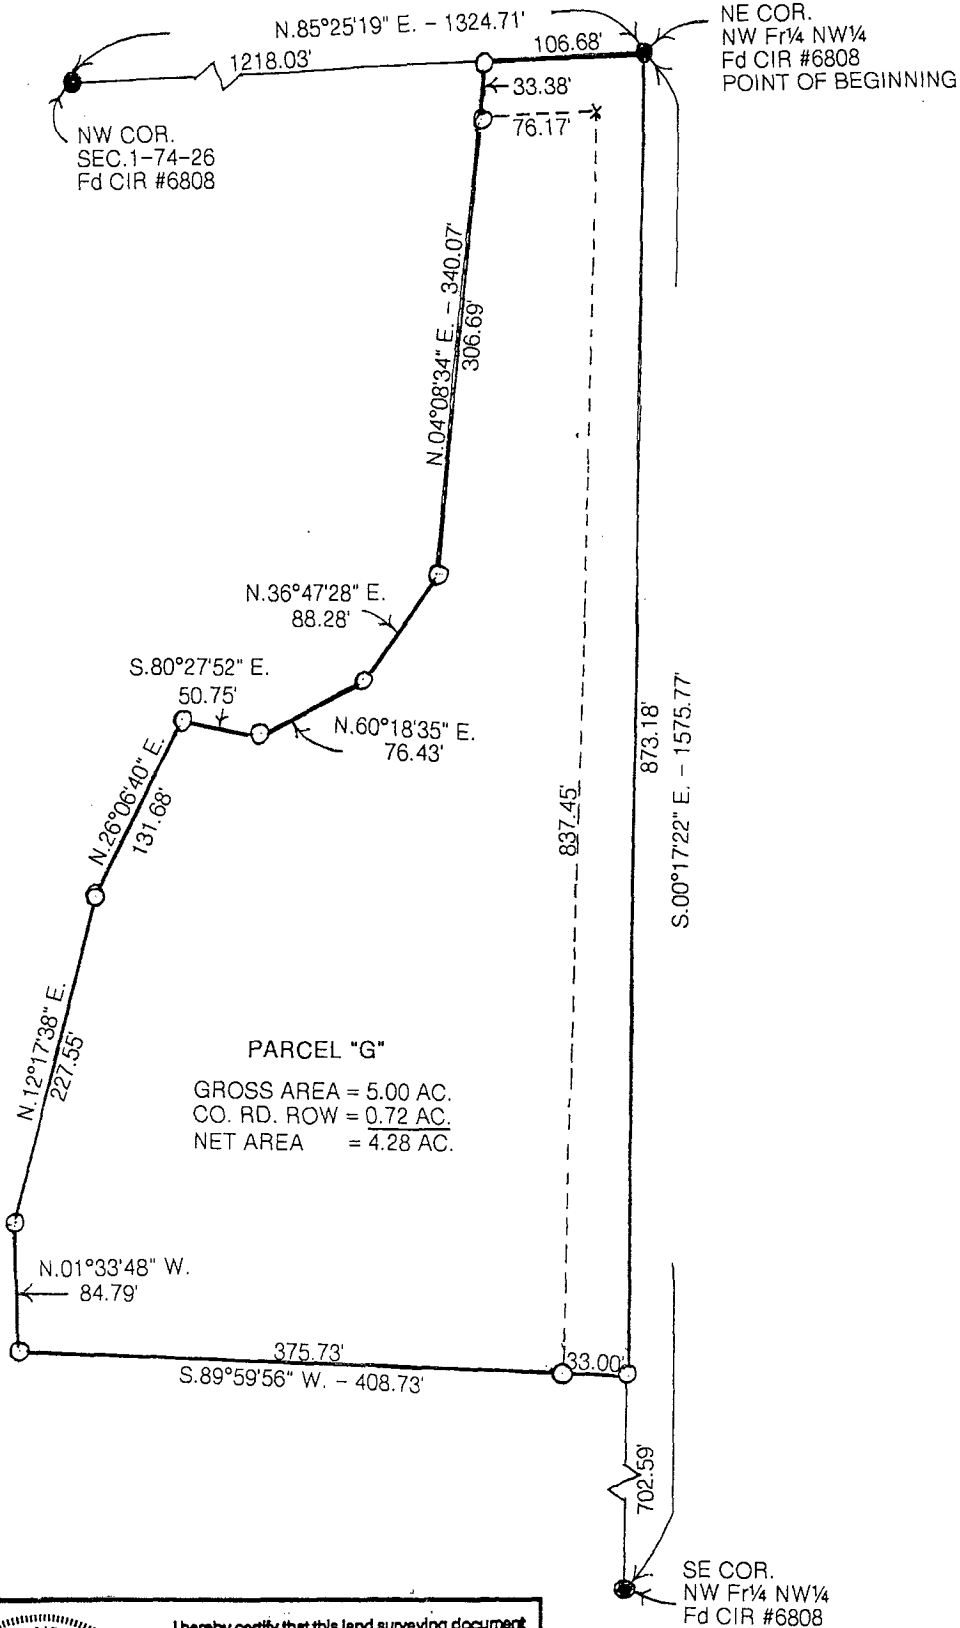 N.85°25'19" E. - 1324.71'
1218.03'
106.68'
NE COR.
NW Fr1/4 NW1/4
Fd CIR #6808
POINT OF BEGINNING
33.38'
76.17'
NW COR.
SEC.1-74-26
Fd CIR #6808
N.04°08'34" E. - 340.07'
306.69'
N.36°47'28" E.
88.28'
S.80°27'52" E.
50.75'
N.60°18'35" E.
76.43'
N.26°06'40" E.
131.68'
837.45'
873.18'
S.00°17'22" E. - 1575.77'
N.12°17'38" E.
227.55'
PARCEL "G"
GROSS AREA = 5.00 AC.
CO. RD. ROW = 0.72 AC.
NET AREA = 4.28 AC.
N.01°33'48" W.
84.79'
375.73'
33.00'
S.89°59'56" W. - 408.73'
702.59'
SE COR.
NW Fr1/4 NW1/4
Fd CIR #6808
I hereby certify that this land surveying document